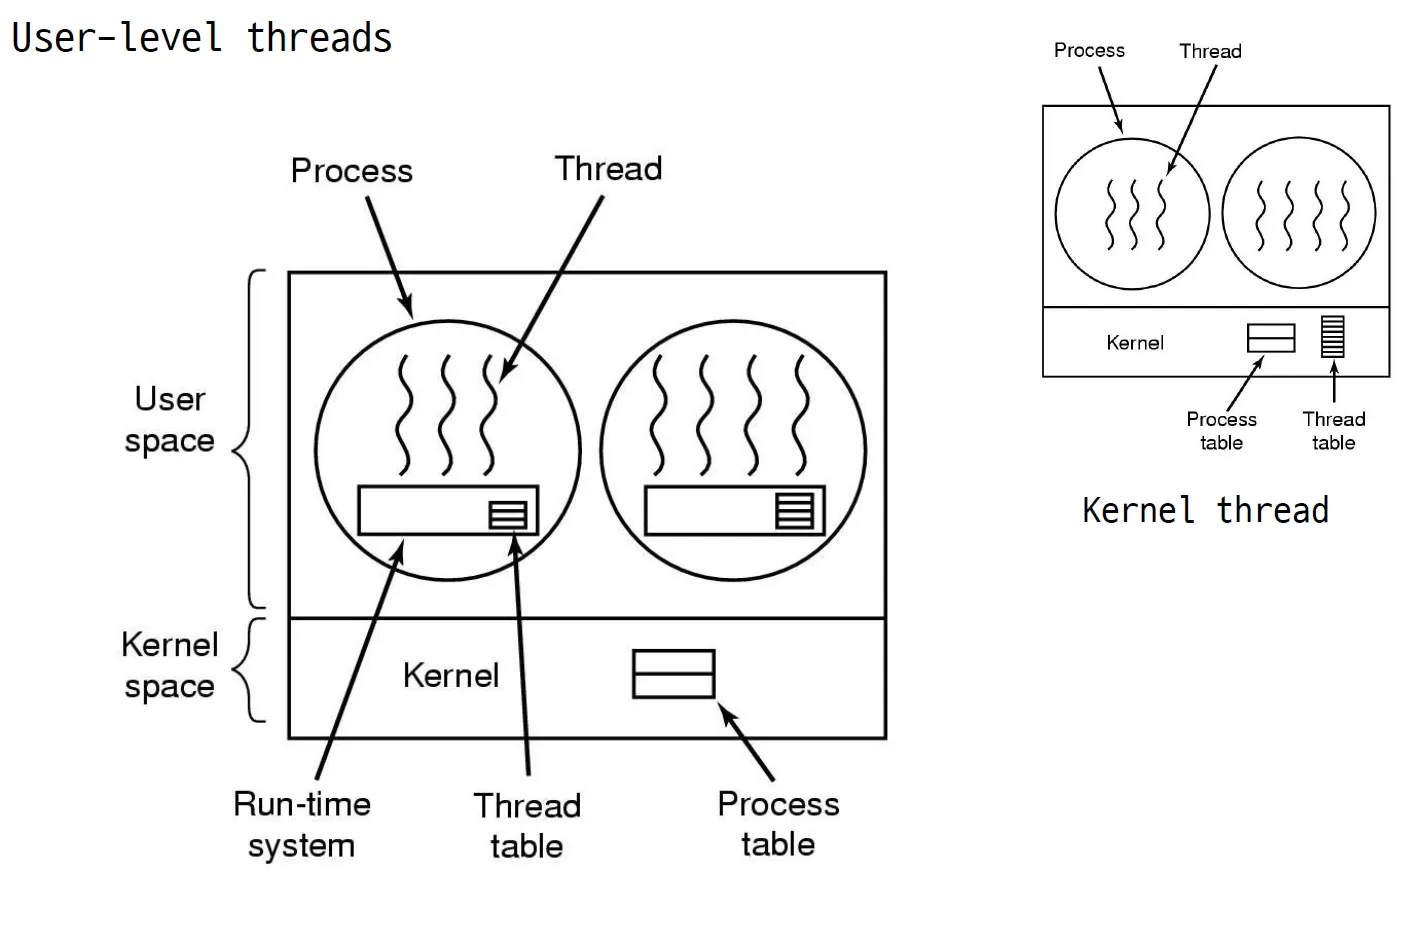 User-level threads
Process
Thread
User
space
Kernel
space
Kernel
Run-time
system
Thread
table
Process
table
Process
Thread
Kernel
Process
table
Thread
table
Kernel thread